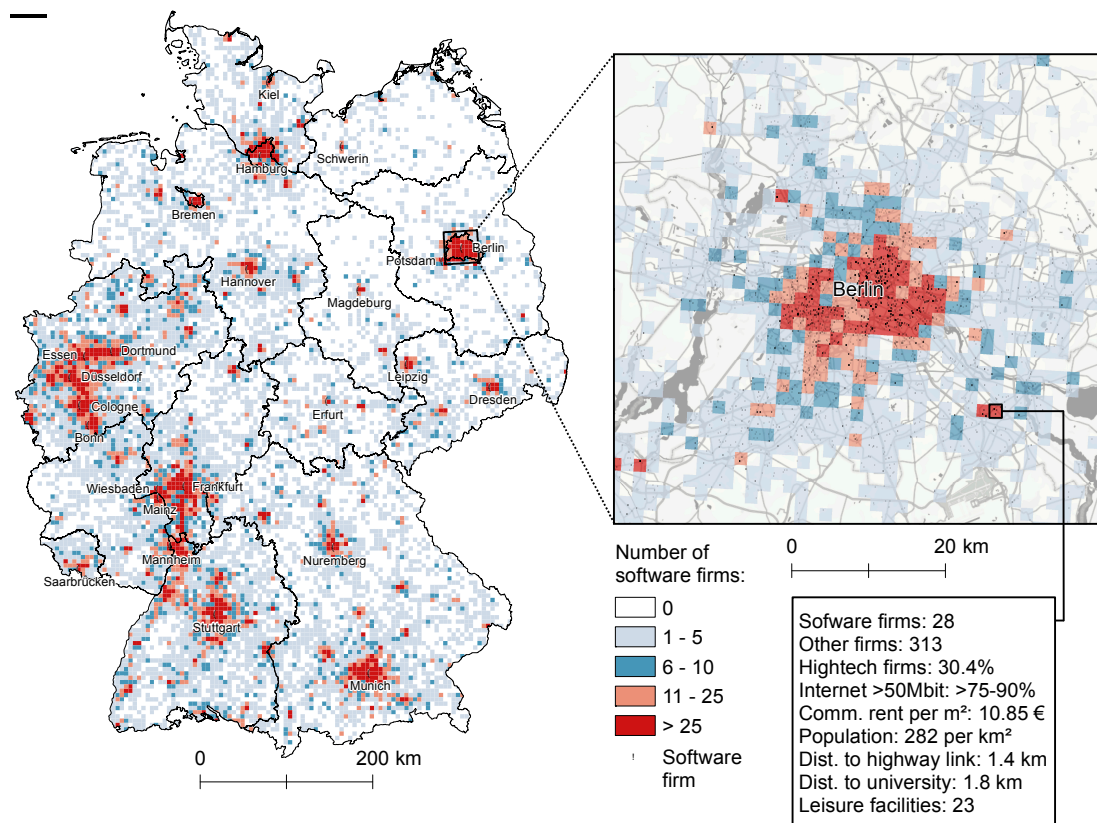 Kiel
Schwerin
Hamburg
Bremen
Berlin
Potsdam
Hannover
Magdeburg
Essen
Dortmund
Düsseldorf
Leipzig
Cologne
Dresden
Erfurt
Bonn
Wiesbaden
Frankfurt
Mainz
Mannheim
Nuremberg
Saarbrücken
Stuttgart
Munich
0
200 km
Berlin
Number of
software firms:
0
1 - 5
6 - 10
11 - 25
> 25
Software
firm
0
20 km
Sofware firms: 28
Other firms: 313
Hightech firms: 30.4%
Internet >50Mbit: >75-90%
Comm. rent per m²: 10.85 €
Population: 282 per km²
Dist. to highway link: 1.4 km
Dist. to university: 1.8 km
Leisure facilities: 23